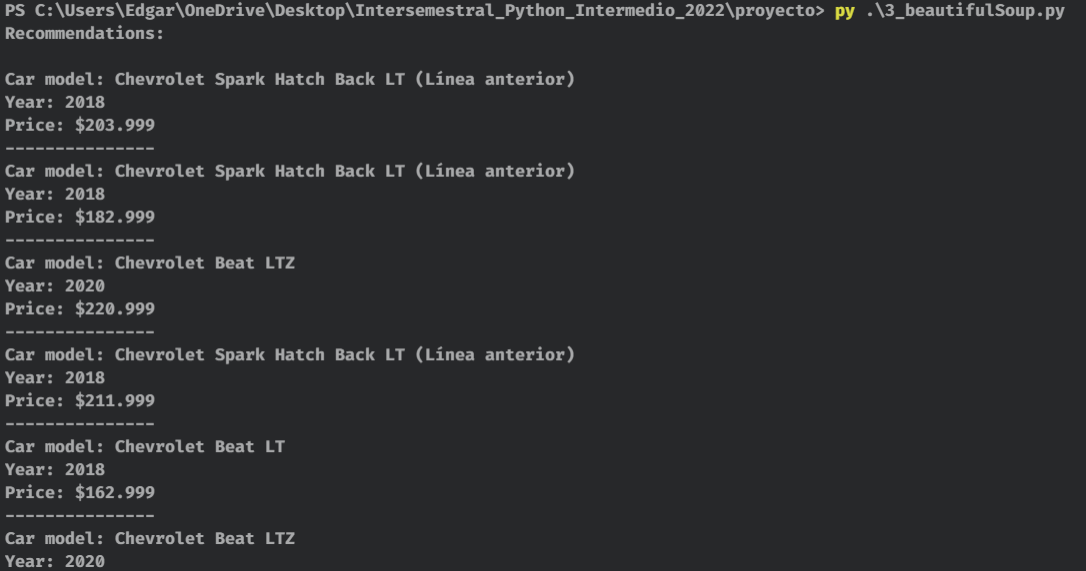 PS C:\Users\Edgar\OneDrive\Desktop\Intersemestral_Python_Intermedio_2022\proyecto> py .\3_beautifulSoup.py
Recommendations:

Car model: Chevrolet Spark Hatch Back LT (Línea anterior)
Year: 2018
Price: $203.999
---------------
Car model: Chevrolet Spark Hatch Back LT (Línea anterior)
Year: 2018
Price: $182.999
---------------
Car model: Chevrolet Beat LTZ
Year: 2020
Price: $220.999
---------------
Car model: Chevrolet Spark Hatch Back LT (Línea anterior)
Year: 2018
Price: $211.999
---------------
Car model: Chevrolet Beat LT
Year: 2018
Price: $162.999
---------------
Car model: Chevrolet Beat LTZ
Year: 2020